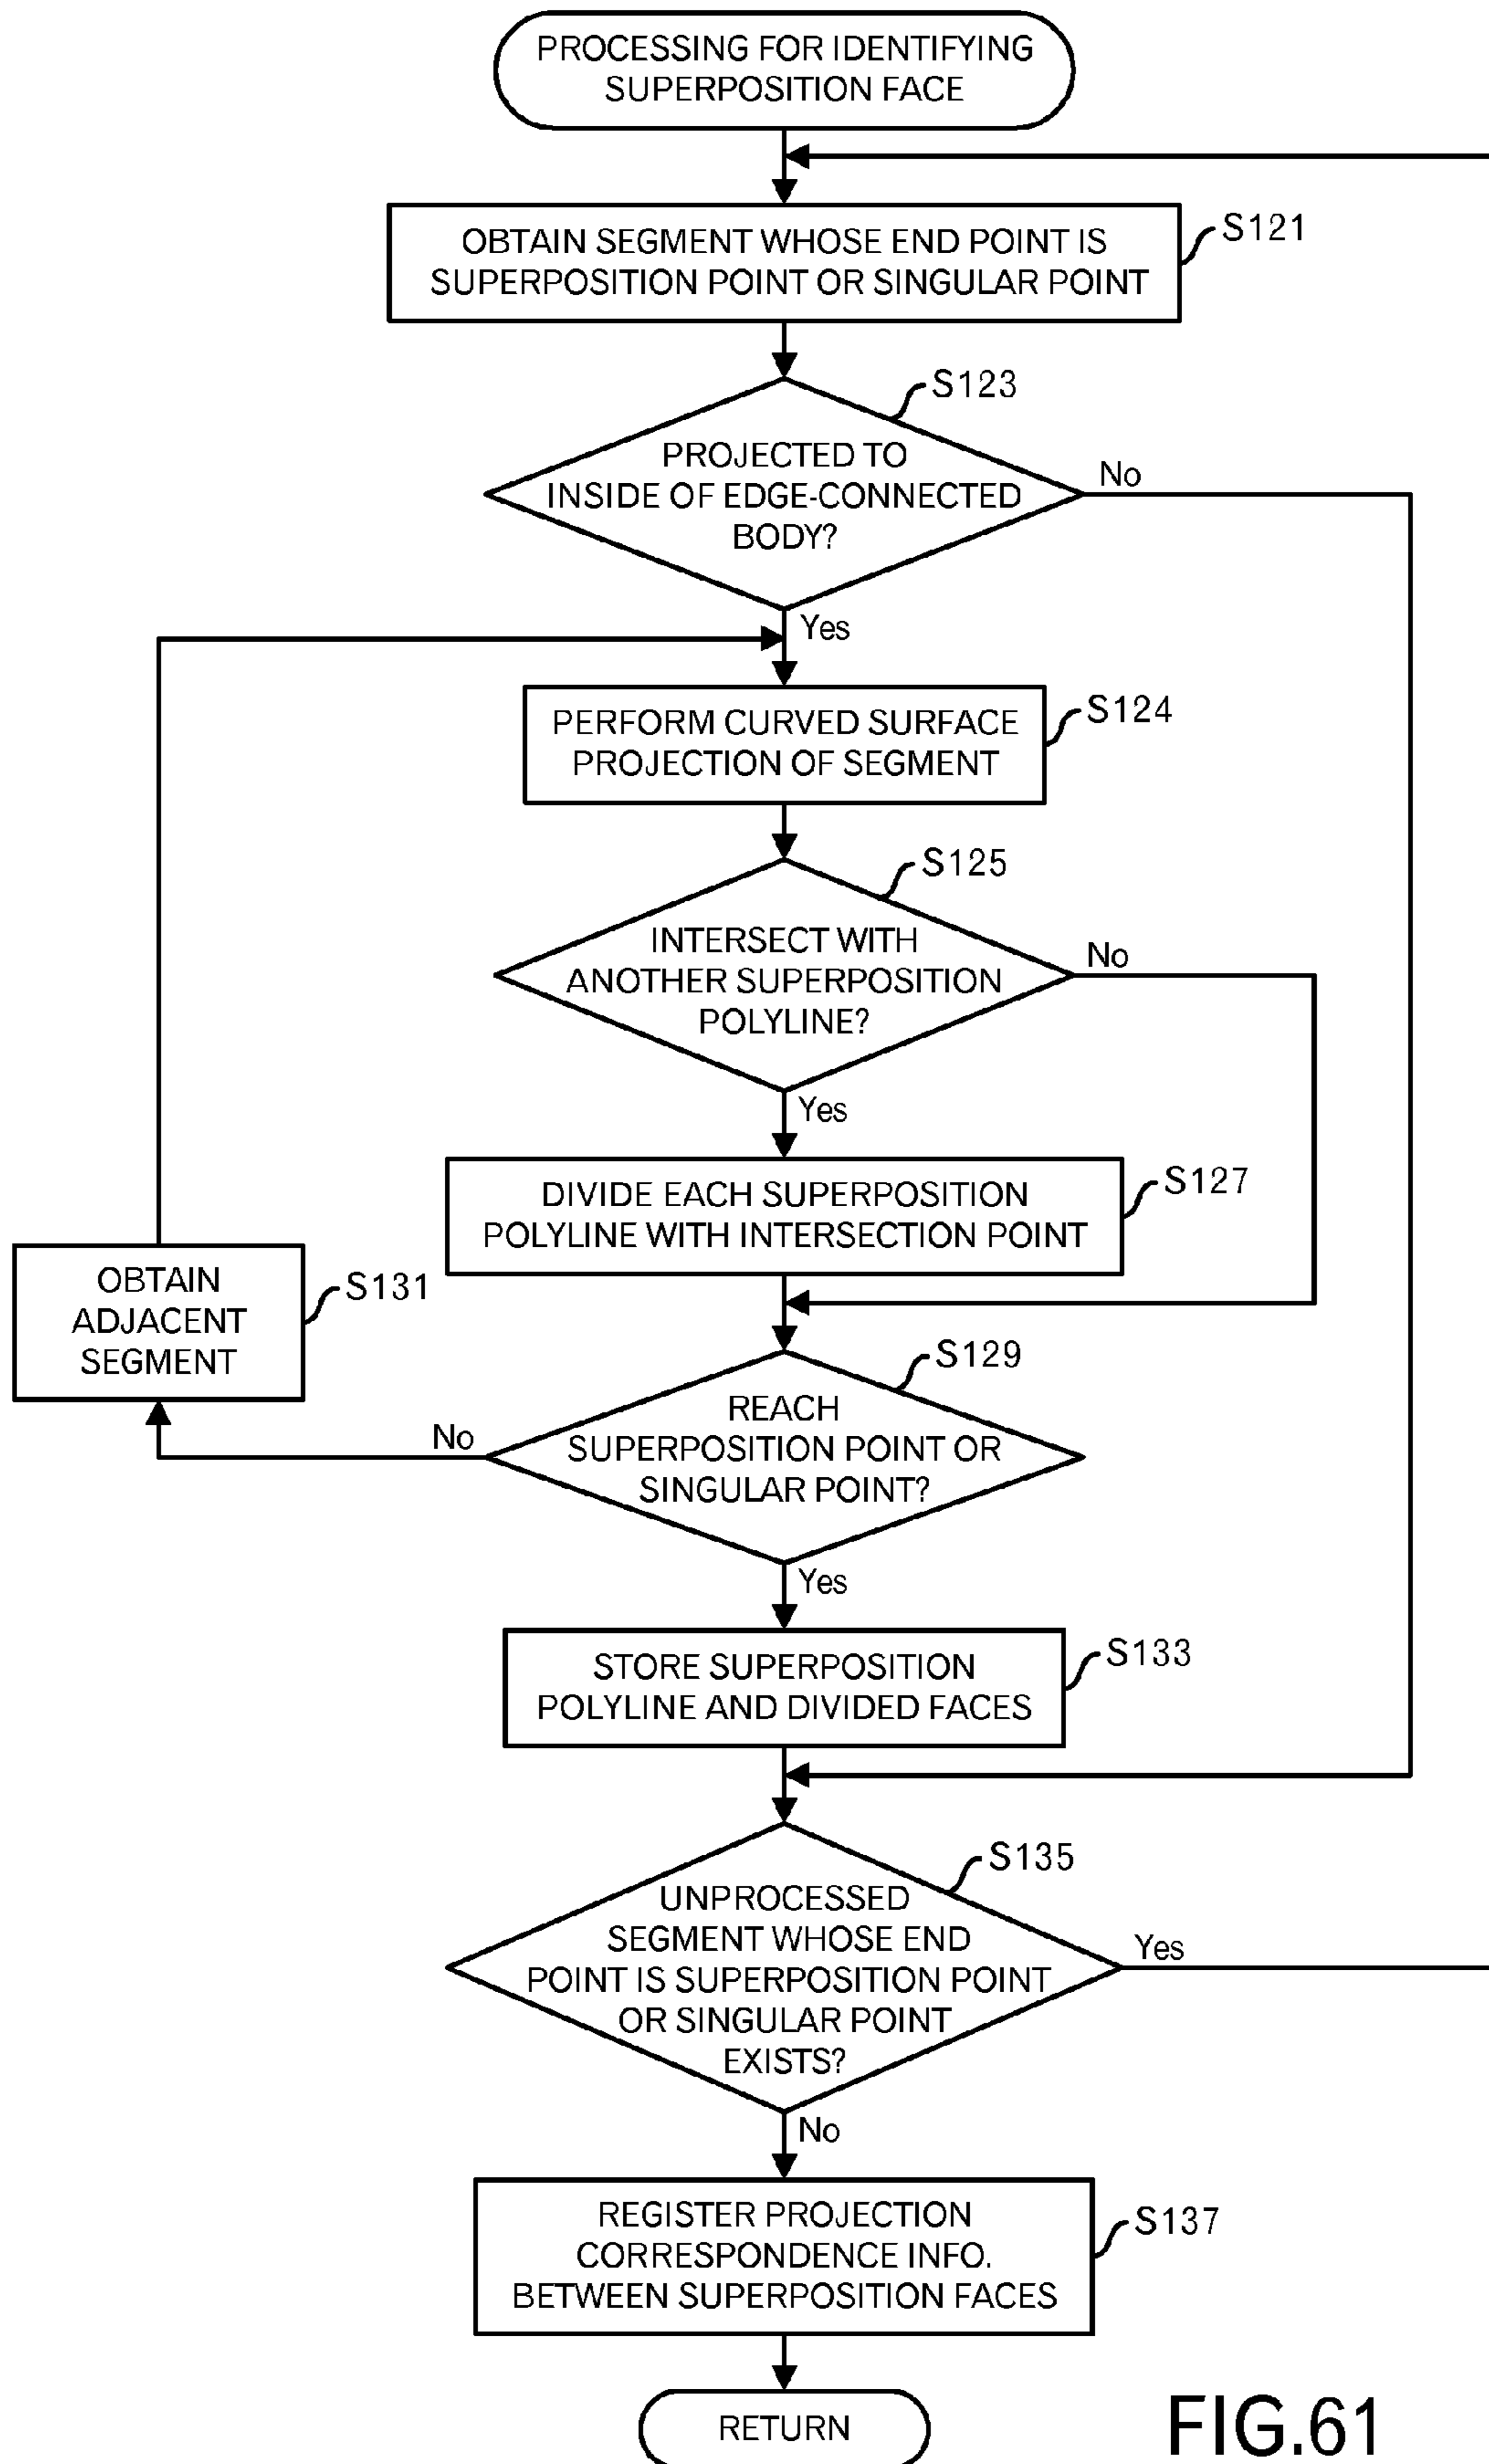 PROCESSING FOR IDENTIFYING
SUPERPOSITION FACE
OBTAIN SEGMENT WHOSE END POINT IS
SUPERPOSITION POINT OR SINGULAR POINT
S121
S123
PROJECTED TO
INSIDE OF EDGE-CONNECTED
BODY?
No
Yes
PERFORM CURVED SURFACE
PROJECTION OF SEGMENT
S124
S125
INTERSECT WITH
ANOTHER SUPERPOSITION
POLYLINE?
No
Yes
DIVIDE EACH SUPERPOSITION
POLYLINE WITH INTERSECTION POINT
S127
OBTAIN
ADJACENT
SEGMENT
S131
S129
REACH
SUPERPOSITION POINT OR
SINGULAR POINT?
No
Yes
STORE SUPERPOSITION
POLYLINE AND DIVIDED FACES
S133
S135
UNPROCESSED
SEGMENT WHOSE END
POINT IS SUPERPOSITION POINT
OR SINGULAR POINT
EXISTS?
Yes
No
REGISTER PROJECTION
CORRESPONDENCE INFO.
BETWEEN SUPERPOSITION FACES
S137
RETURN
FIG.61